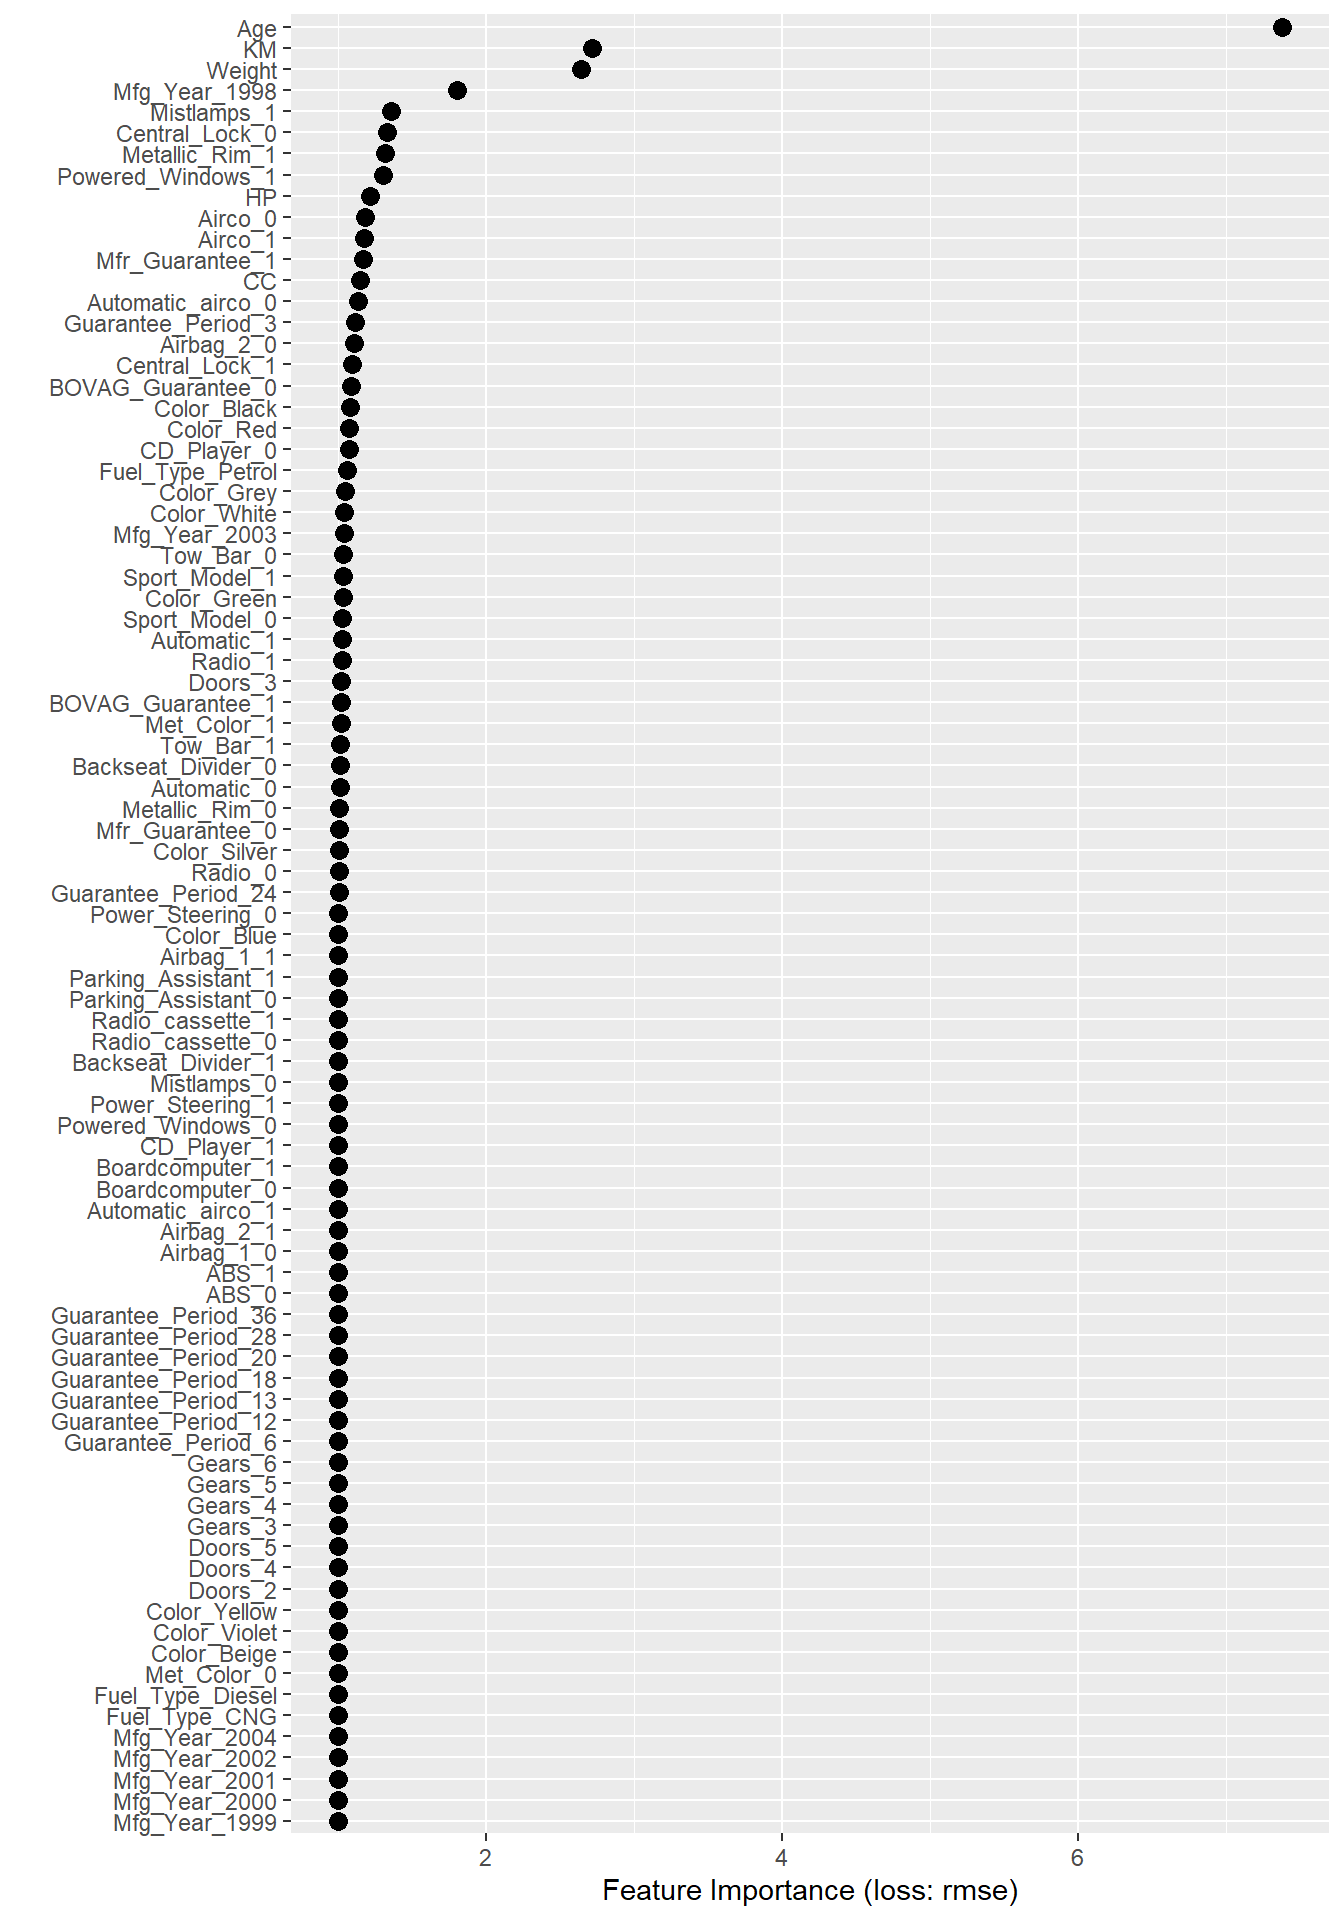 Age
KM
Weight
Mfg_Year_1998
Mistlamps_1
Central_Lock_0
Metallic_Rim_1
Powered_Windows_1
HP
Airco_0
Airco_1
Mfr_Guarantee_1
CC
Automatic_airco_0
Guarantee_Period_3
Airbag_2_0
Central_Lock_1
BOVAG_Guarantee_0
Color_Black
Color_Red
CD_Player_0
Fuel_Type_Petrol
Color_Grey
Color_White
Mfg_Year_2003
Tow_Bar_0
Sport_Model_1
Color_Green
Sport_Model_0
Automatic_1
Radio_1
Doors_3
BOVAG_Guarantee_1
Met_Color_1
Tow_Bar_1
Backseat_Divider_0
Automatic_0
Metallic_Rim_0
Mfr_Guarantee_0
Color_Silver
Radio_0
Guarantee_Period_24
Power_Steering_0
Color_Blue
Airbag_1_1
Parking_Assistant_1
Parking_Assistant_0
Radio_cassette_1
Radio_cassette_0
Backseat_Divider_1
Mistlamps_0
Power_Steering_1
Powered_Windows_0
CD_Player_1
Boardcomputer_1
Boardcomputer_0
Automatic_airco_1
Airbag_2_1
Airbag_1_0
ABS_1
ABS_0
Guarantee_Period_36
Guarantee_Period_28
Guarantee_Period_20
Guarantee_Period_18
Guarantee_Period_13
Guarantee_Period_12
Guarantee_Period_6
Gears_6
Gears_5
Gears_4
Gears_3
Doors_5
Doors_4
Doors_2
Color_Yellow
Color_Violet
Color_Beige
Met_Color_0
Fuel_Type_Diesel
Fuel_Type_CNG
Mfg_Year_2004
Mfg_Year_2002
Mfg_Year_2001
Mfg_Year_2000
Mfg_Year_1999
2 4 6
Feature Importance (loss: rmse)